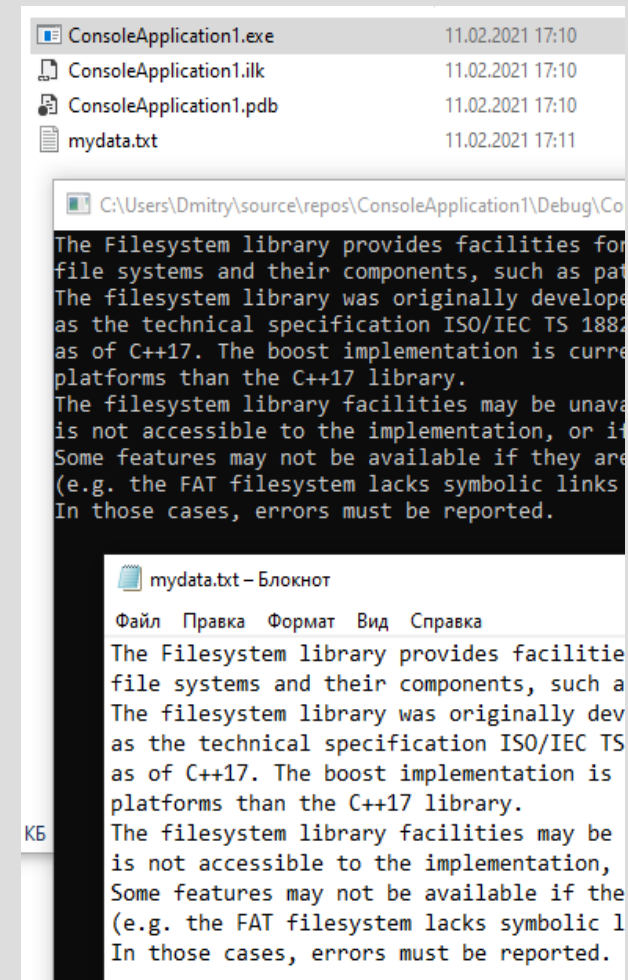 ConsoleApplication1.exe 11.02.2021 17:10
ConsoleApplication1.ilk 11.02.2021 17:10
ConsoleApplication1.pdb 11.02.2021 17:10
mydata.txt 11.02.2021 17:11
C:\Users\Dmitry\source\repos\ConsoleApplication1\Debug\Co
The Filesystem library provides facilities for
file systems and their components, such as pat
The filesystem library was originally develope
as the technical specification ISO/IEC TS 1882
as of C++17. The boost implementation is curre
platforms than the C++17 library.
The filesystem library facilities may be unava
is not accessible to the implementation, or if
Some features may not be available if they are
(e.g. the FAT filesystem lacks symbolic links
In those cases, errors must be reported.
mydata.txt – Блокнот
Файл Правка Формат Вид Справка
The Filesystem library provides facilitie
file systems and their components, such a
The filesystem library was originally dev
as the technical specification ISO/IEC TS
as of C++17. The boost implementation is
platforms than the C++17 library.
КБ
The filesystem library facilities may be
is not accessible to the implementation,
Some features may not be available if the
(e.g. the FAT filesystem lacks symbolic l
In those cases, errors must be reported.